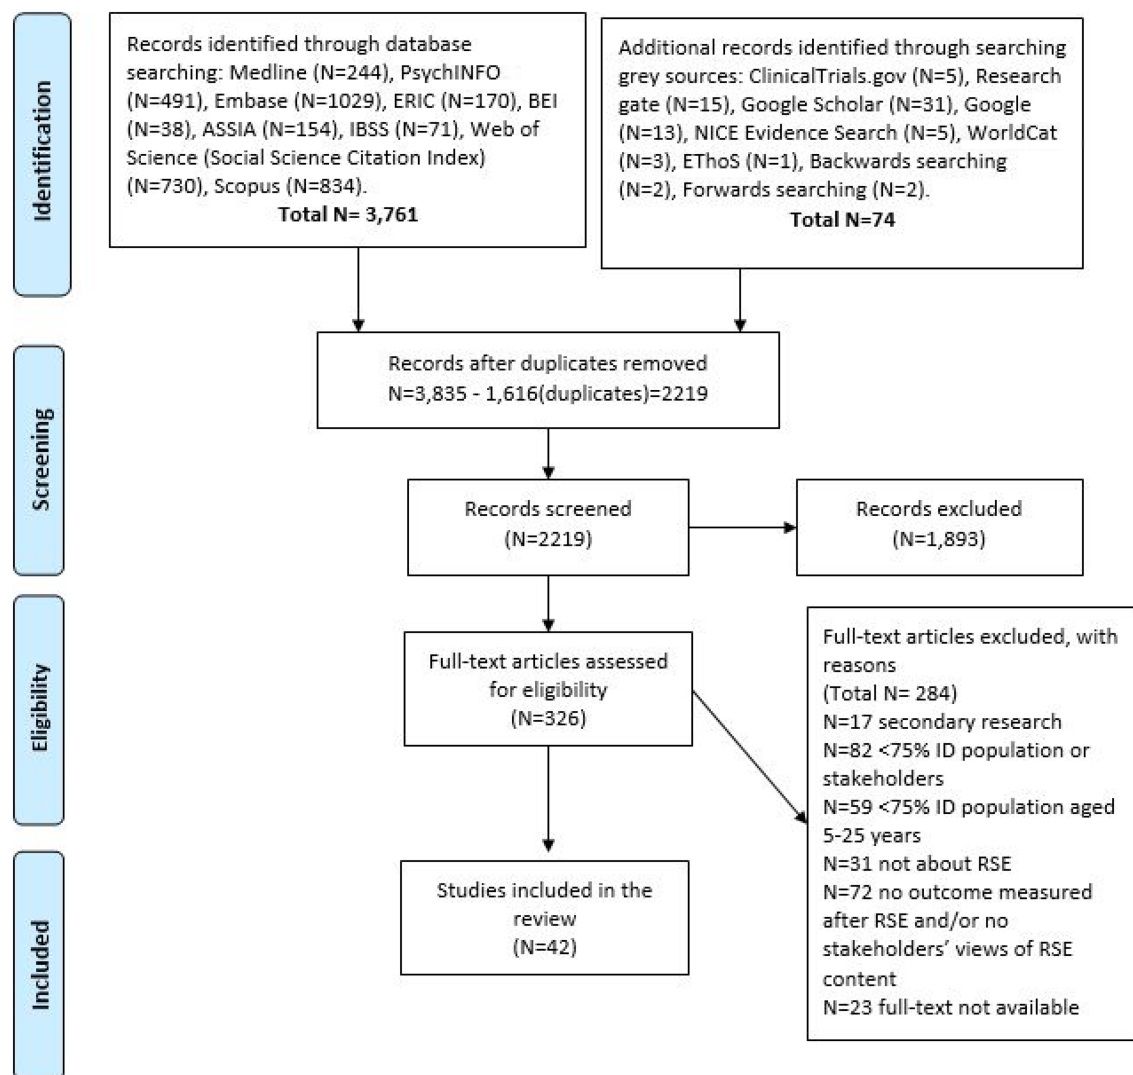 Identification
Records identified through database
searching: Medline (N=244), PsychINFO
(N=491), Embase (N=1029), ERIC (N=170), BEI
(N=38), ASSIA (N=154), IBSS (N=71), Web of
Science (Social Science Citation Index)
(N=730), Scopus (N=834).
Total N= 3,761
Additional records identified through searching
grey sources: ClinicalTrials.gov (N=5), Research
gate (N=15), Google Scholar (N=31), Google
(N=13), NICE Evidence Search (N=5), WorldCat
(N=3), EThoS (N=1), Backwards searching
(N=2), Forwards searching (N=2).
Total N=74
Screening
Records after duplicates removed
N=3,835 - 1,616(duplicates)=2219
Records screened
(N=2219)
Records excluded
(N=1,893)
Eligibility
Full-text articles assessed
for eligibility
(N=326)
Full-text articles excluded, with
reasons
(Total N= 284)
N=17 secondary research
N=82 <75% ID population or
stakeholders
N=59 <75% ID population aged
5-25 years
N=31 not about RSE
N=72 no outcome measured
after RSE and/or no
stakeholders’ views of RSE
content
N=23 full-text not available
Included
Studies included in the
review
(N=42)